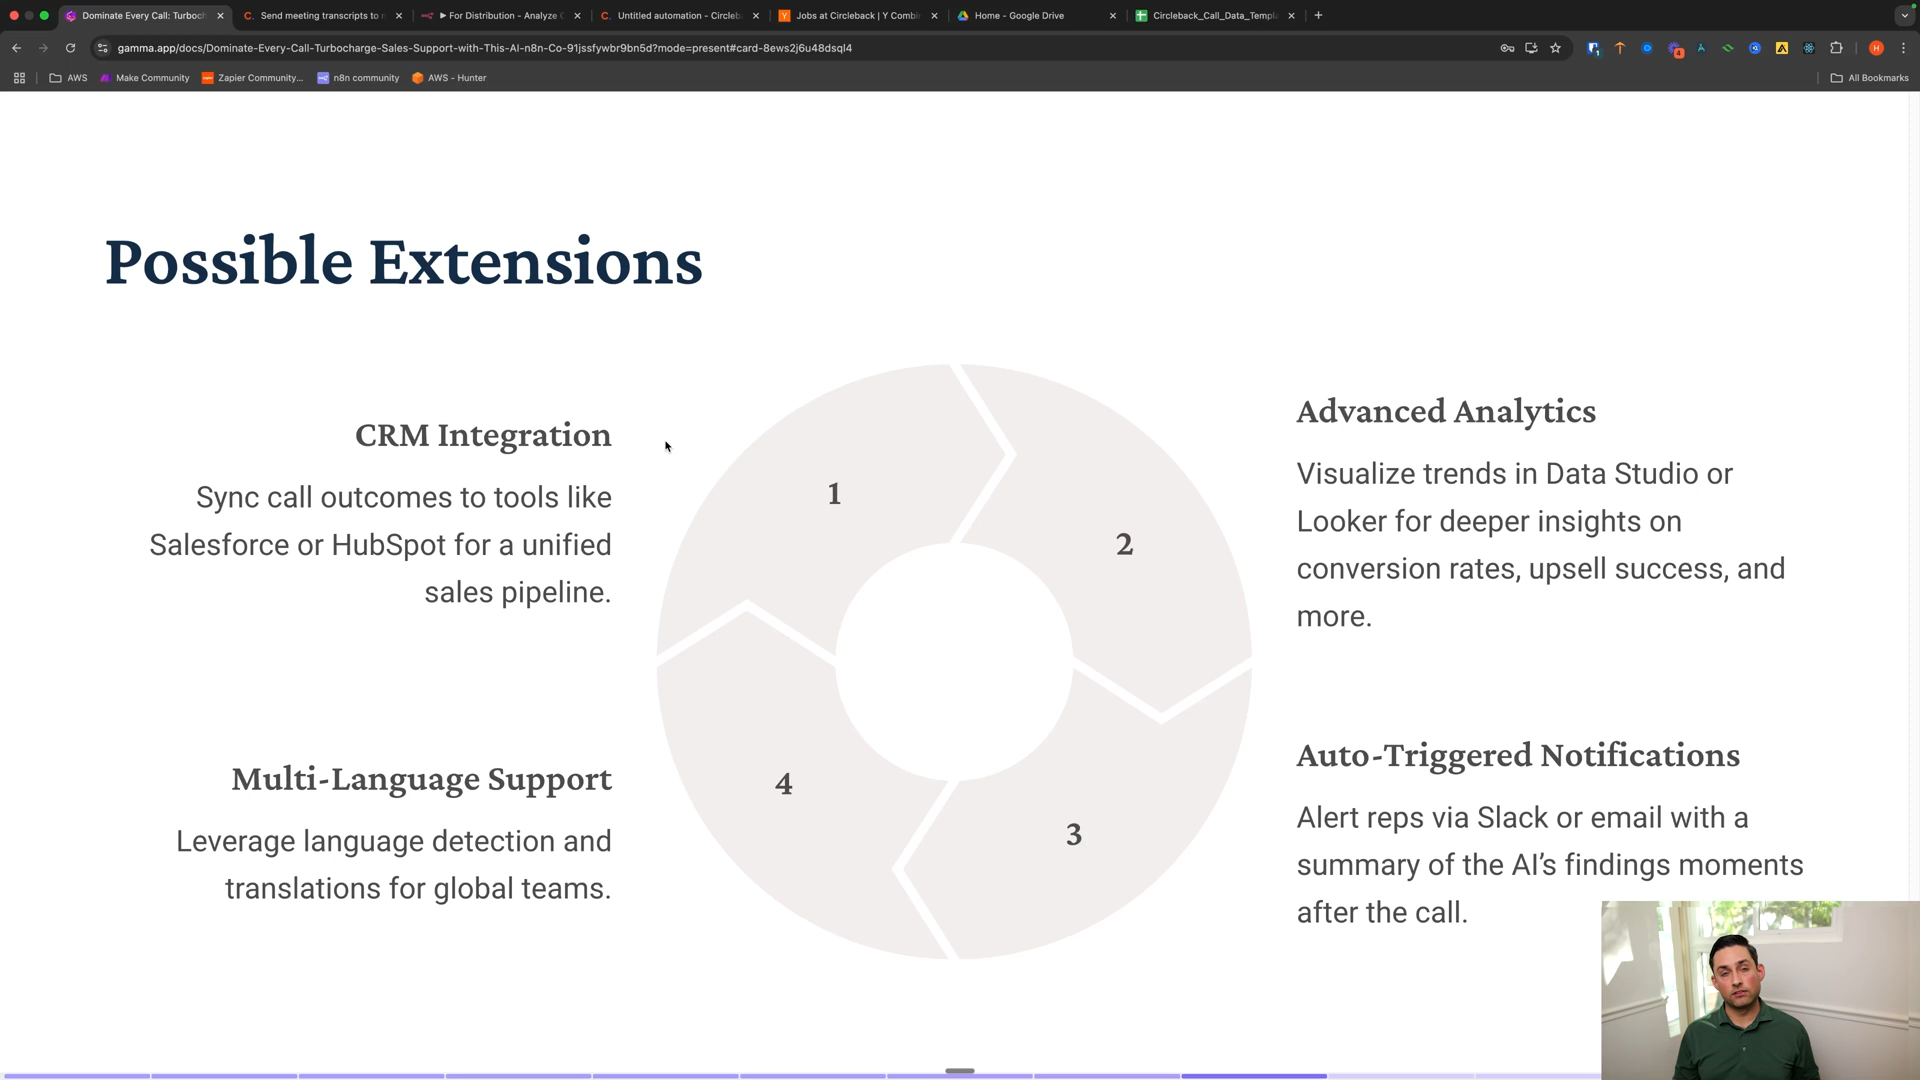 Dominate Every Call: Turboch
Send meeting transcripts to n
For Distribution - Analyze C
Untitled automation - Circleb
Jobs at Circleback | Y Combi
Home - Google Drive
Circleback_Call_Data_Templ
gamma.app/docs/Dominate-Every-Call-Turbocharge-Sales-Support-with-This-AI-n8n-Co-91jssfywbr9bn5d?mode=present#card-8ews2j6u48dsql4
AWS
Make Community
Zapier Community...
n8n community
AWS - Hunter
All Bookmarks
Possible Extensions
CRM Integration
Sync call outcomes to tools like
Salesforce or HubSpot for a unified
sales pipeline.
1
2
Advanced Analytics
Visualize trends in Data Studio or
Looker for deeper insights on
conversion rates, upsell success, and
more.
Multi-Language Support
Leverage language detection and
translations for global teams.
4
3
Auto-Triggered Notifications
Alert reps via Slack or email with a
summary of the AI’s findings moments
after the call.